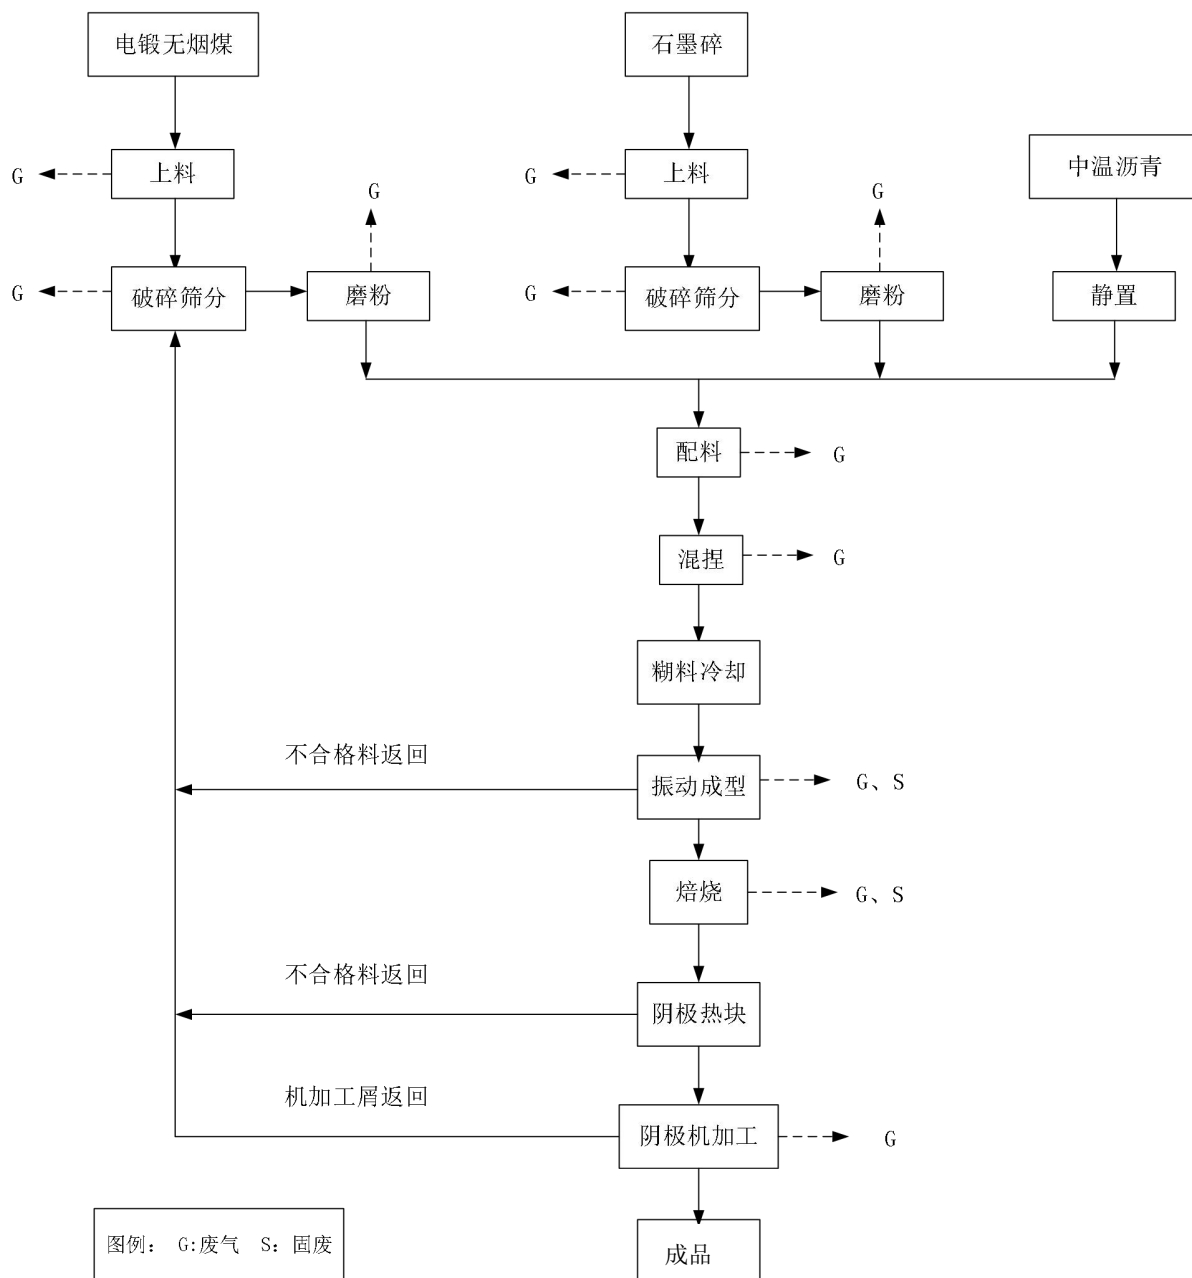 电锻无烟煤
石墨碎
中温沥青
G
上料
G
上料
G
G
G
破碎筛分
磨粉
G
破碎筛分
磨粉
静置
配料
G
混捏
G
糊料冷却
不合格料返回
振动成型
G、S
焙烧
G、S
不合格料返回
阴极热块
机加工屑返回
阴极机加工
G
图例： G:废气 S：固废
成品